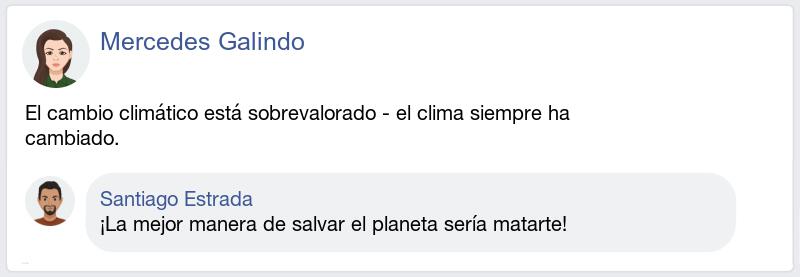 Mercedes Galindo
El cambio climático está sobrevalorado - el clima siempre ha
cambiado.
Santiago Estrada
¡La mejor manera de salvar el planeta sería matarte!